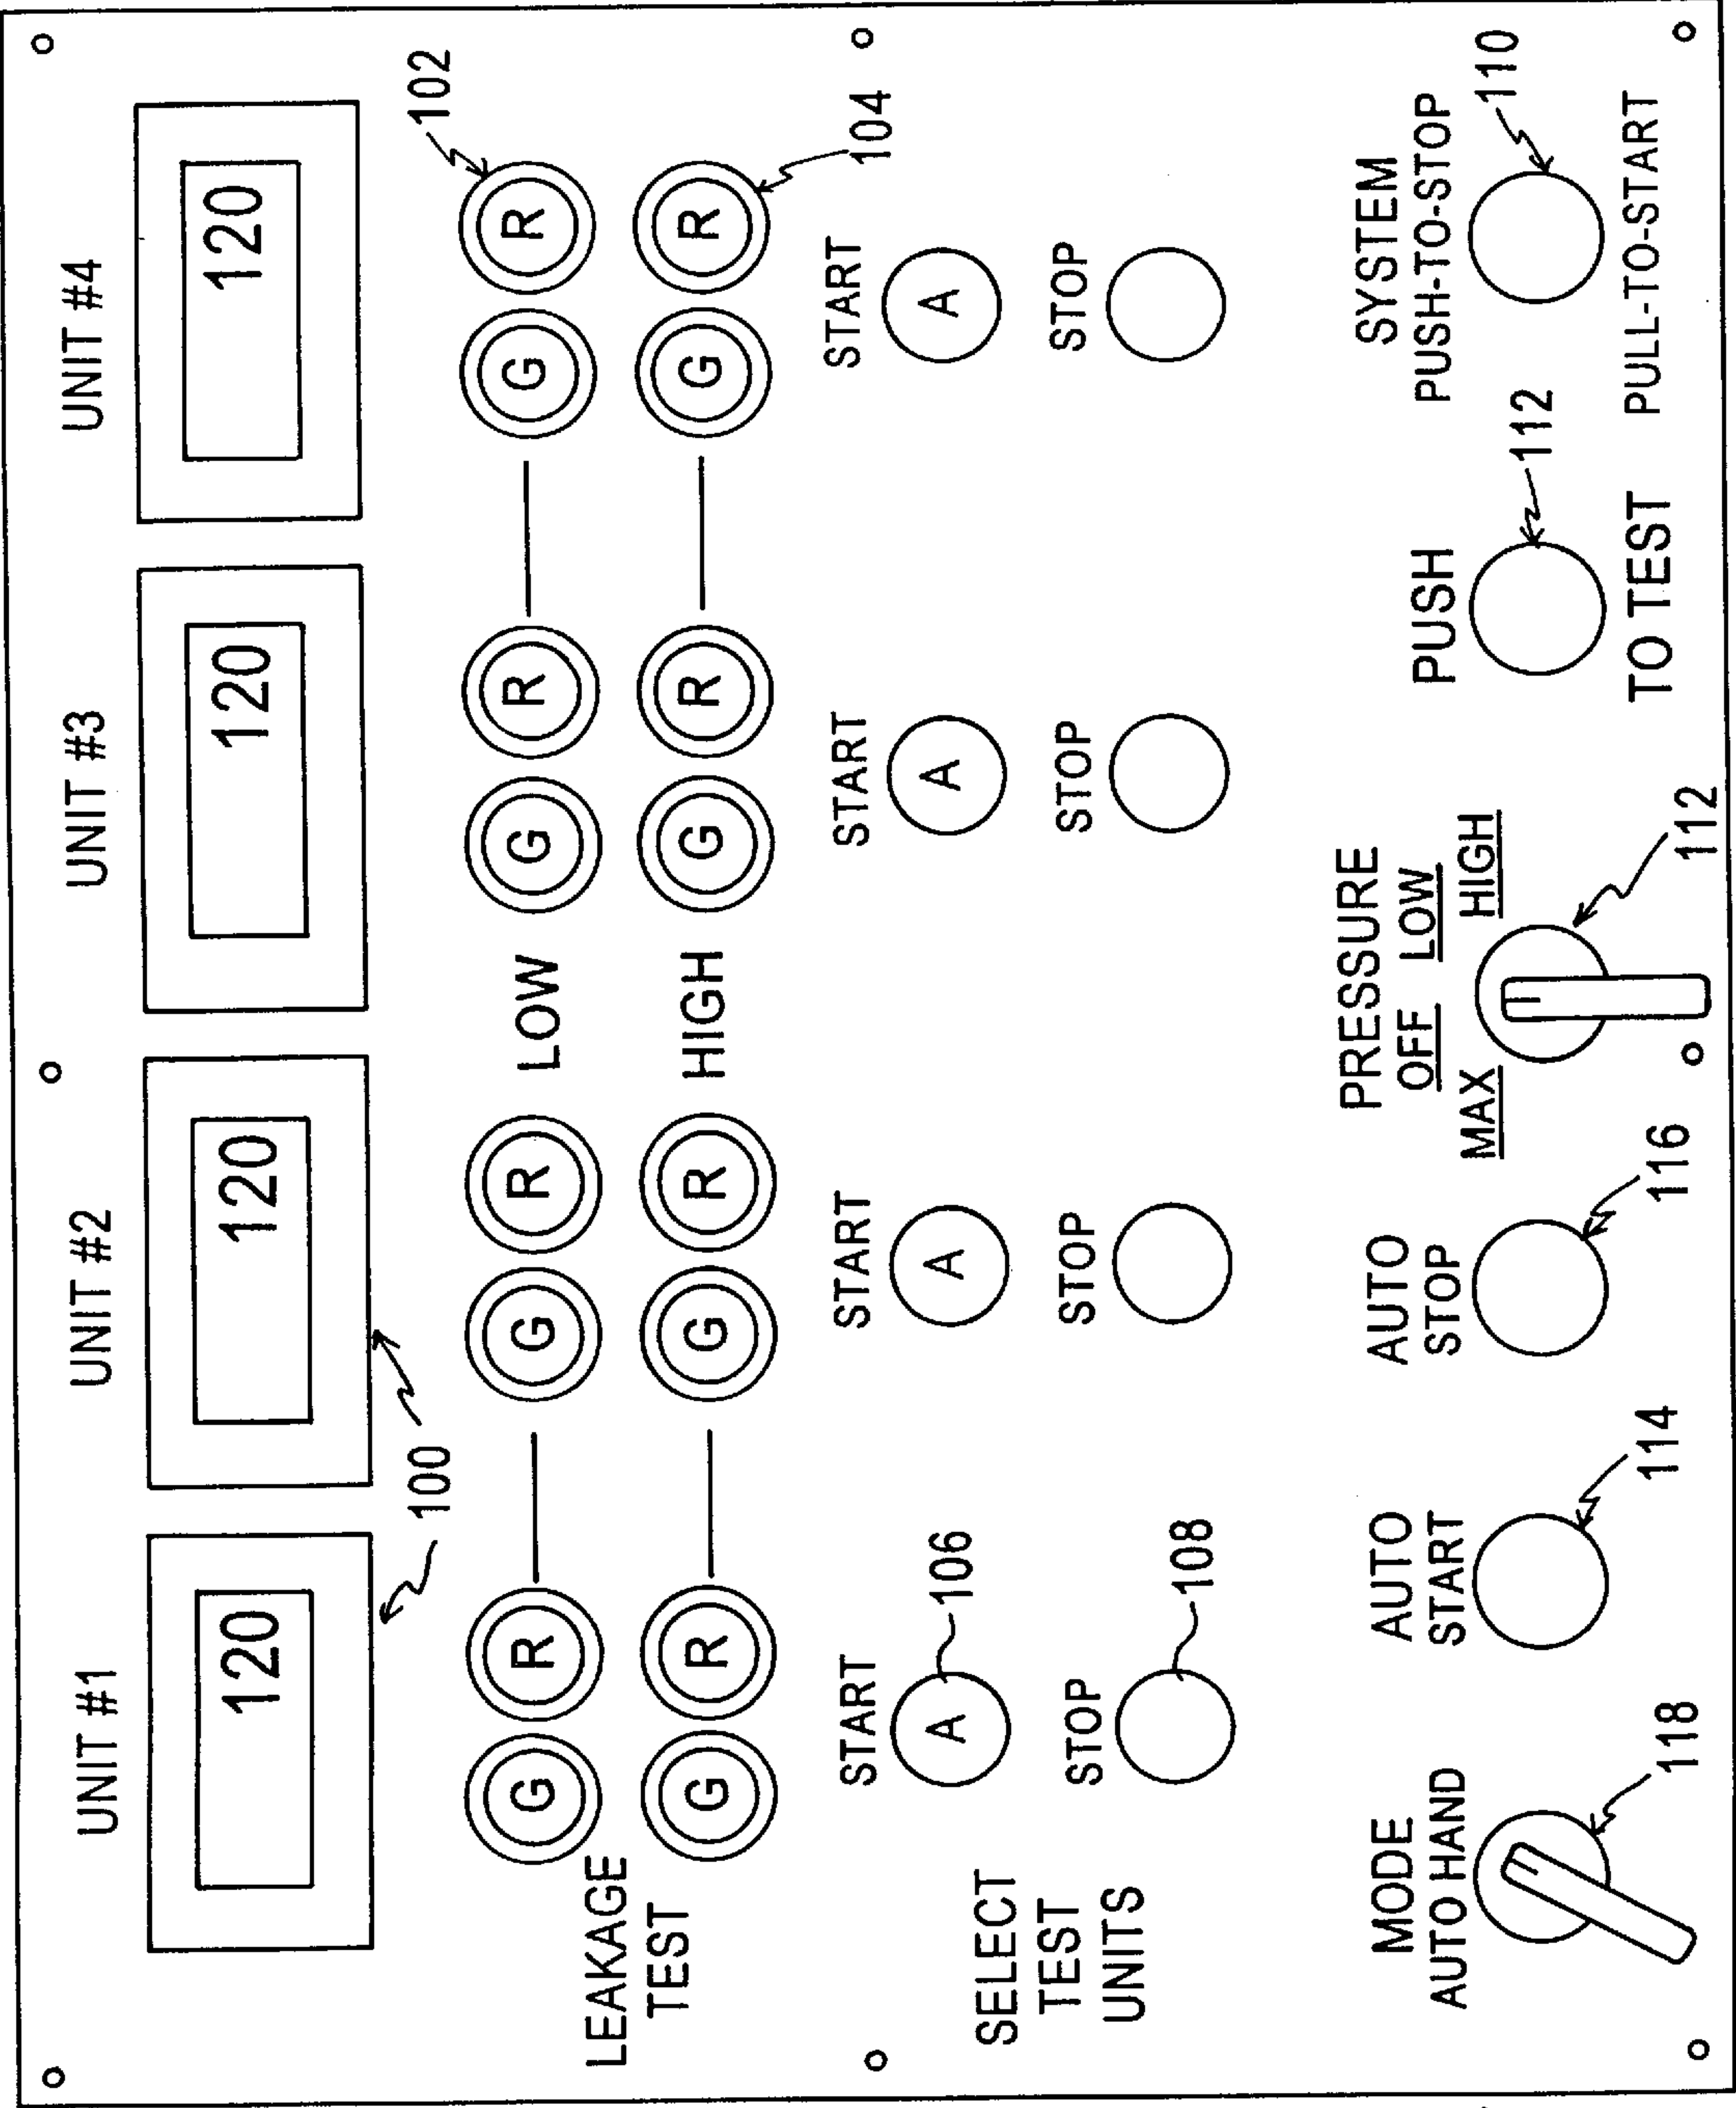 UNIT #1 UNIT #2 UNIT #3 UNIT #4
120 120 120 120
100
102
G R G R LOW G R G R
LEAKAGE
TEST
G R G R HIGH G R G R
104
START START START START
SELECT
TEST
UNITS
A A A A
106
STOP STOP STOP STOP
108
MODE
AUTO HAND
118
AUTO
START
114
AUTO
STOP
116
PRESSURE
OFF LOW
MAX HIGH
112
PUSH
112
TO TEST
SYSTEM
PUSH-TO-STOP
110
PULL-TO-START